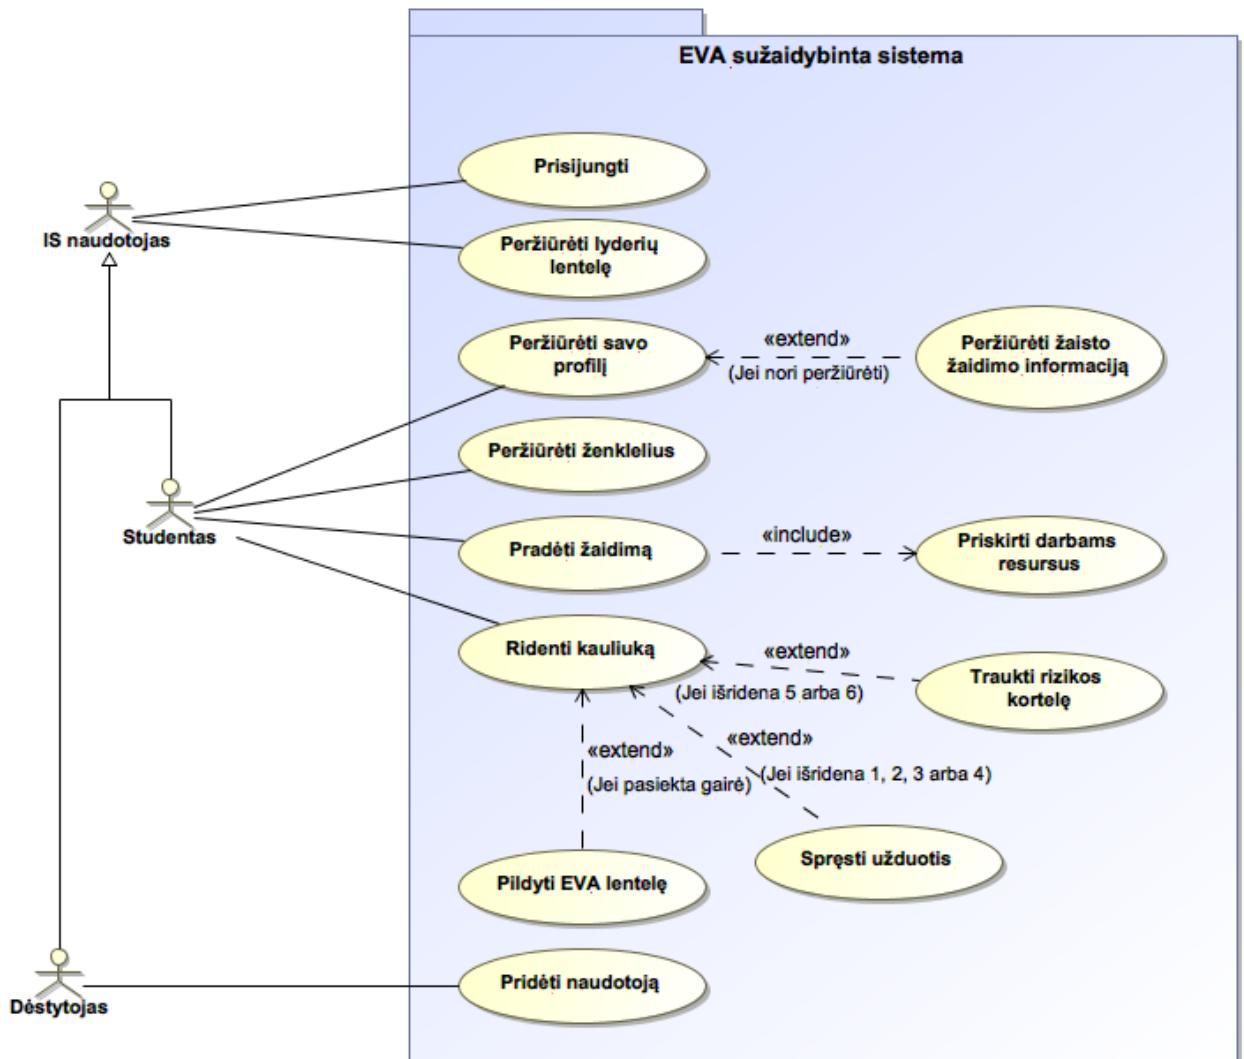 EVA sužaidybinta sistema
Prisijungti
IS naudotojas
Peržiūrėti lyderių
lentelę
Peržiūrėti savo
profilį
«extend»
(Jei nori peržiūrėti)
Peržiūrėti žaisto
žaidimo informaciją
Peržiūrėti ženklelius
Studentas
Pradėti žaidimą
«include»
Priskirti darbams
resursus
Ridenti kauliuką
«extend»
(Jei išridena 5 arba 6)
Traukti rizikos
kortelę
«extend»
(Jei pasiekta gairė)
«extend»
(Jei išridena 1, 2, 3 arba 4)
Spręsti užduotis
Pildyti EVA lentelę
Pridėti naudotoją
Dėstytojas